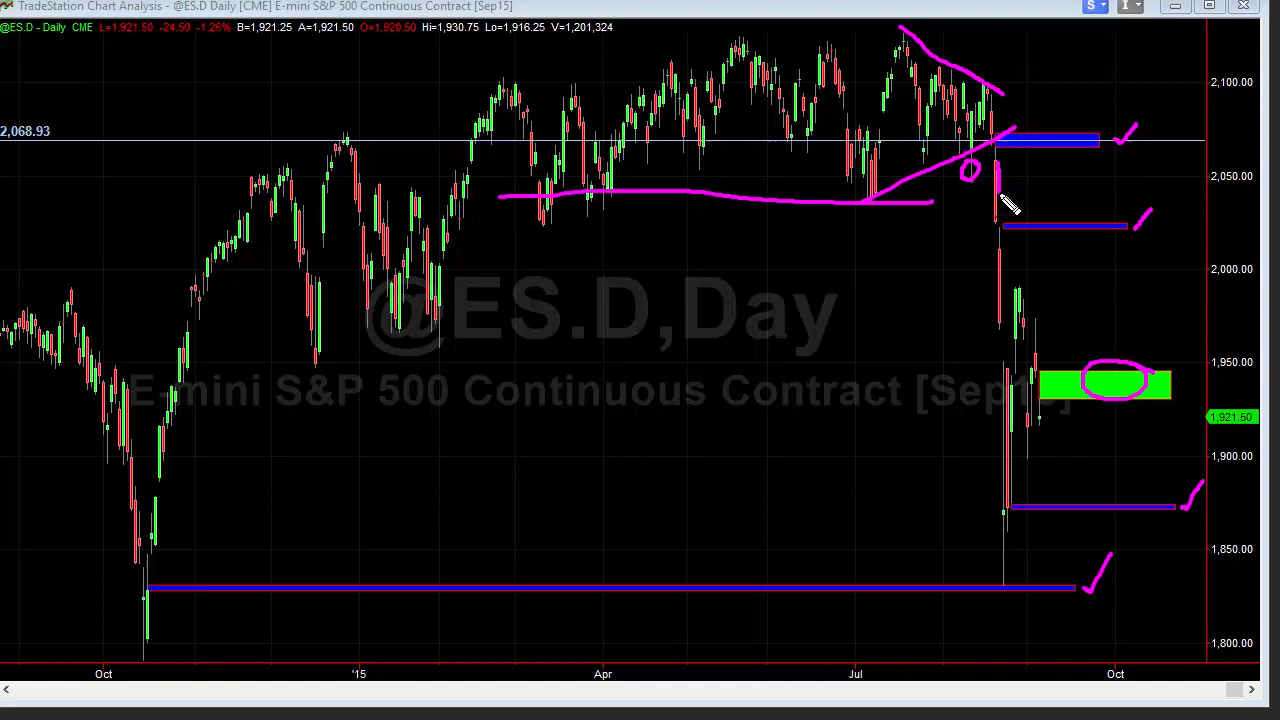 TradeStation Chart Analysis - @ES.D Daily [CME] E-mini S&P 500 Continuous Contract [Sep15]
S I
@ES.D - Daily CME L=1,921.50 -24.50 -1.26% B=1,921.25 A=1,921.50 O=1,920.50 Hi=1,930.75 Lo=1,916.25 V=1,201,324
2,100.00
2,068.93
2,050.00
2,000.00
@ES.D,Day
1,950.00
E-mini S&P 500 Continuous Contract [Sep15]
1,921.50
1,900.00
1,850.00
1,800.00
Oct '15 Apr Jul Oct